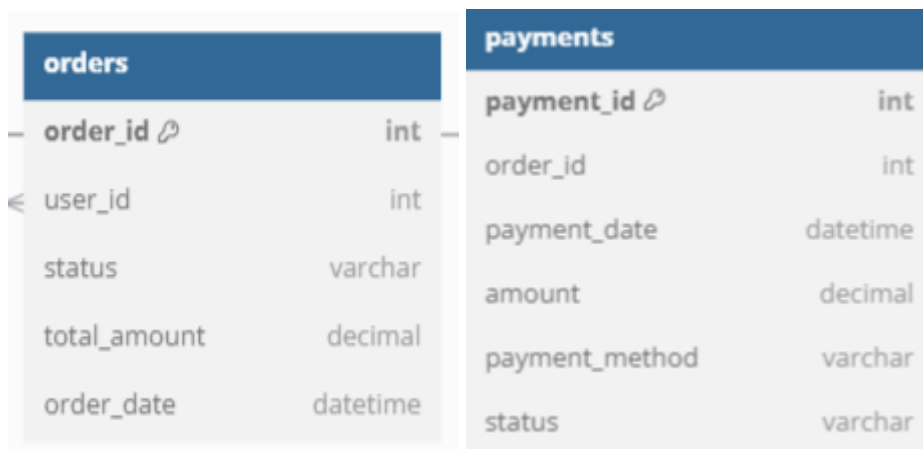 orders
order_id int
user_id int
status varchar
total_amount decimal
order_date datetime
payments
payment_id int
order_id int
payment_date datetime
amount decimal
payment_method varchar
status varchar